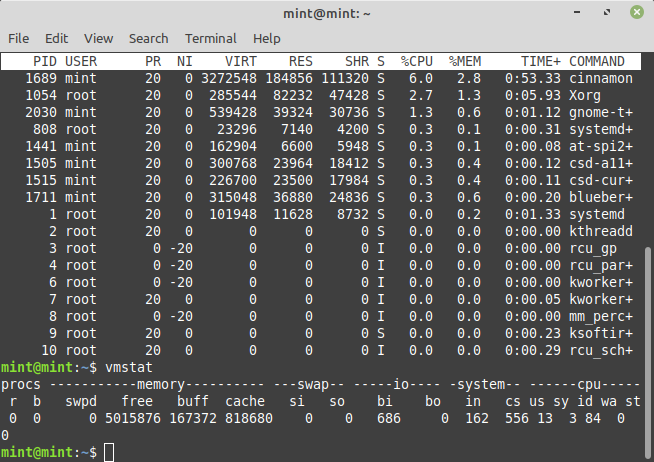 mint@mint: ~
File Edit View Search Terminal Help
PID USER PR NI VIRT RES SHR S %CPU %MEM TIME+ COMMAND
1689 mint 20 0 3272548 184856 111320 S 6.0 2.8 0:53.33 cinnamon
1054 root 20 0 285544 82232 47428 S 2.7 1.3 0:05.93 Xorg
2030 mint 20 0 539428 39324 30736 S 1.3 0.6 0:01.12 gnome-t+
808 root 20 0 23296 7140 4200 S 0.3 0.1 0:00.31 systemd+
1441 mint 20 0 162904 6600 5948 S 0.3 0.1 0:00.08 at-spi2+
1505 mint 20 0 300768 23964 18412 S 0.3 0.4 0:00.12 csd-a11+
1515 mint 20 0 226700 23500 17984 S 0.3 0.4 0:00.11 csd-cur+
1711 mint 20 0 315048 36880 24836 S 0.3 0.6 0:00.20 blueber+
1 root 20 0 101948 11628 8732 S 0.0 0.2 0:01.33 systemd
2 root 20 0 0 0 0 S 0.0 0.0 0:00.00 kthreadd
3 root 0 -20 0 0 0 I 0.0 0.0 0:00.00 rcu_gp
4 root 0 -20 0 0 0 I 0.0 0.0 0:00.00 rcu_par+
6 root 0 -20 0 0 0 I 0.0 0.0 0:00.00 kworker+
7 root 20 0 0 0 0 I 0.0 0.0 0:00.05 kworker+
8 root 0 -20 0 0 0 I 0.0 0.0 0:00.00 mm_perc+
9 root 20 0 0 0 0 S 0.0 0.0 0:00.23 ksoftir+
10 root 20 0 0 0 0 I 0.0 0.0 0:00.29 rcu_sch+
mint@mint:~$ vmstat
procs -----------memory---------- ---swap-- -----io---- -system-- ------cpu-----
r b swpd free buff cache si so bi bo in cs us sy id wa st
0 0 0 5015876 167372 818680 0 0 686 0 162 556 13 3 84 0
0
mint@mint:~$